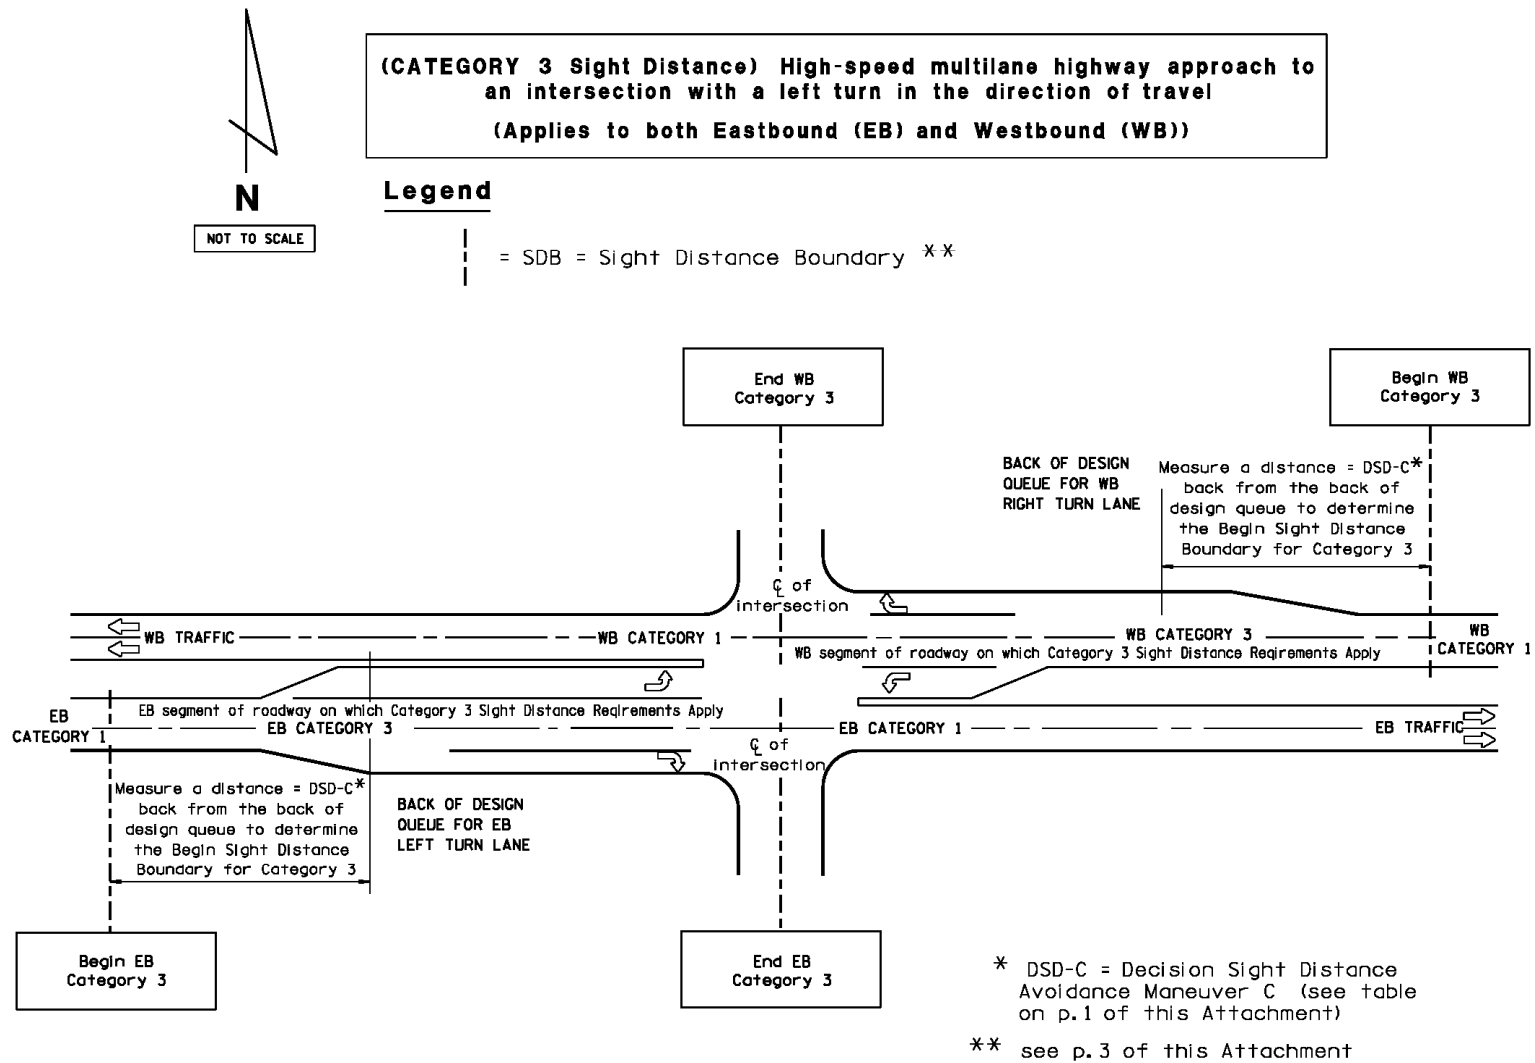 (CATEGORY 3 Sight Distance) High-speed multilane highway approach to
an intersection with a left turn in the direction of travel
(Applies to both Eastbound (EB) and Westbound (WB))
N
NOT TO SCALE
Legend
= SDB = Sight Distance Boundary **
End WB
Category 3
Begin WB
Category 3
BACK OF DESIGN
QUEUE FOR WB
RIGHT TURN LANE
Measure a distance = DSD-C*
back from the back of
design queue to determine
the Begin Sight Distance
Boundary for Category 3
℄ of
intersection
WB TRAFFIC
WB CATEGORY 1
WB CATEGORY 3
WB
CATEGORY 1
WB segment of roadway on which Category 3 Sight Distance Reqirements Apply
EB segment of roadway on which Category 3 Sight Distance Reqirements Apply
EB
CATEGORY 1
EB CATEGORY 3
EB CATEGORY 1
EB TRAFFIC
℄ of
intersection
Measure a distance = DSD-C*
back from the back of
design queue to determine
the Begin Sight Distance
Boundary for Category 3
BACK OF DESIGN
QUEUE FOR EB
LEFT TURN LANE
Begin EB
Category 3
End EB
Category 3
* DSD-C = Decision Sight Distance
Avoidance Maneuver C (see table
on p.1 of this Attachment)
** see p.3 of this Attachment